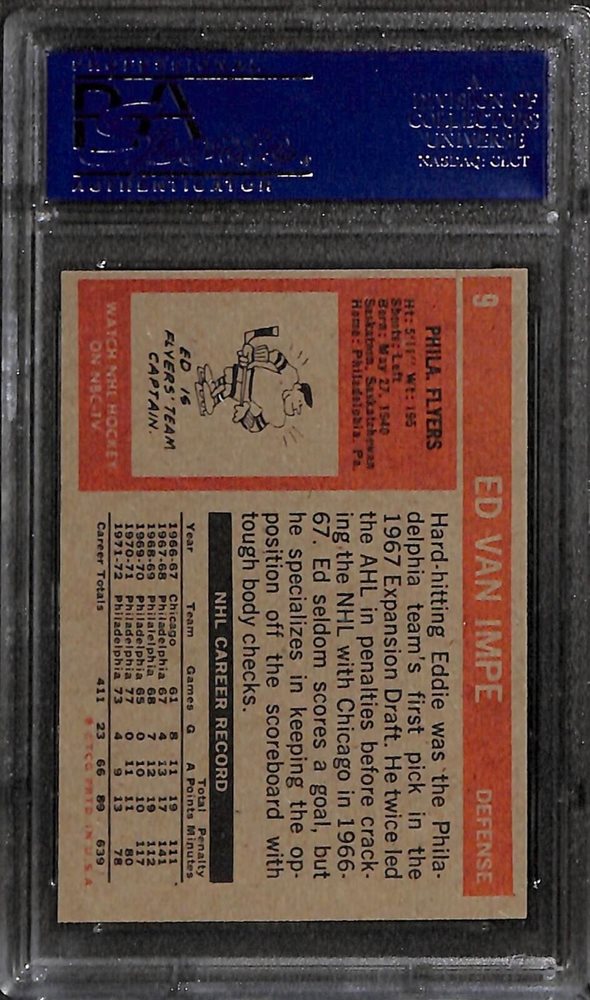 PROFESSIONAL
PSA
AUTHENTICATOR
A
DIVISION OF
COLLECTORS
UNIVERSE
NASDAQ: CLCT
9
ED VAN IMPE
DEFENSE
PHILA. FLYERS
Ht: 5'11" Wt: 195
Shoots: Left
Born: May 27, 1940
Saskatoon, Saskatchewan
Home: Philadelphia, Pa.
ED IS
FLYERS' TEAM
CAPTAIN.
WATCH NHL HOCKEY
ON NBC-TV
Hard-hitting Eddie was the Phila-
delphia team's first pick in the
1967 Expansion Draft. He twice led
the AHL in penalties before crack-
ing the NHL with Chicago in 1966-
67. Ed seldom scores a goal, but
he specializes in keeping the op-
position off the scoreboard with
tough body checks.
NHL CAREER RECORD
Total Penalty
Year Team Games G A Points Minutes
1966-67 Chicago 61 8 11 19 111
1967-68 Philadelphia 67 4 13 17 141
1968-69 Philadelphia 68 7 12 19 112
1969-70 Philadelphia 65 0 10 10 117
1970-71 Philadelphia 77 0 11 11 80
1971-72 Philadelphia 73 4 9 13 78
Career Totals 411 23 66 89 639
© T.C.G. PRTD. IN U.S.A.